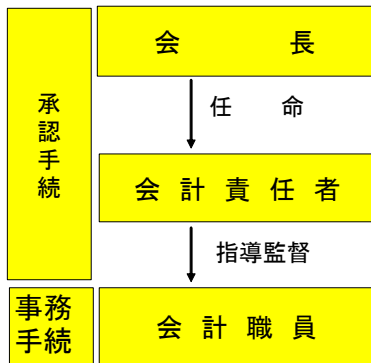 会長
任命
承認手続
会計責任者
指導監督
事務
手続
会計職員